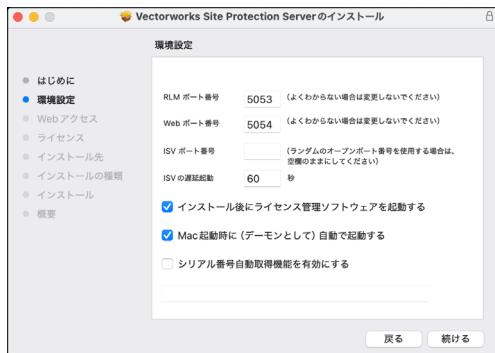 Vectorworks Site Protection Serverのインストール
環境設定
はじめに
環境設定
Webアクセス
ライセンス
インストール先
インストールの種類
インストール
概要
RLM ポート番号 5053 （よくわからない場合は変更しないでください）
Web ポート番号 5054 （よくわからない場合は変更しないでください）
ISV ポート番号 （ランダムのオープンポート番号を使用する場合は、
空欄のままにしてください）
ISVの遅延起動 60 秒
インストール後にライセンス管理ソフトウェアを起動する
Mac起動時に（デーモンとして）自動で起動する
シリアル番号自動取得機能を有効にする
戻る 続ける